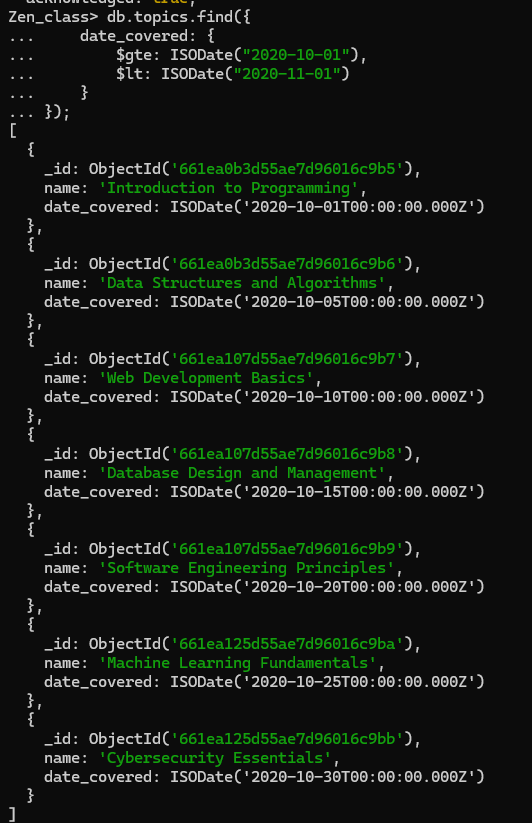 acknowledged: true,
Zen_class> db.topics.find({
...     date_covered: {
...         $gte: ISODate("2020-10-01"),
...         $lt: ISODate("2020-11-01")
...     }
... });
[
  {
    _id: ObjectId('661ea0b3d55ae7d96016c9b5'),
    name: 'Introduction to Programming',
    date_covered: ISODate('2020-10-01T00:00:00.000Z')
  },
  {
    _id: ObjectId('661ea0b3d55ae7d96016c9b6'),
    name: 'Data Structures and Algorithms',
    date_covered: ISODate('2020-10-05T00:00:00.000Z')
  },
  {
    _id: ObjectId('661ea107d55ae7d96016c9b7'),
    name: 'Web Development Basics',
    date_covered: ISODate('2020-10-10T00:00:00.000Z')
  },
  {
    _id: ObjectId('661ea107d55ae7d96016c9b8'),
    name: 'Database Design and Management',
    date_covered: ISODate('2020-10-15T00:00:00.000Z')
  },
  {
    _id: ObjectId('661ea107d55ae7d96016c9b9'),
    name: 'Software Engineering Principles',
    date_covered: ISODate('2020-10-20T00:00:00.000Z')
  },
  {
    _id: ObjectId('661ea125d55ae7d96016c9ba'),
    name: 'Machine Learning Fundamentals',
    date_covered: ISODate('2020-10-25T00:00:00.000Z')
  },
  {
    _id: ObjectId('661ea125d55ae7d96016c9bb'),
    name: 'Cybersecurity Essentials',
    date_covered: ISODate('2020-10-30T00:00:00.000Z')
  }
]